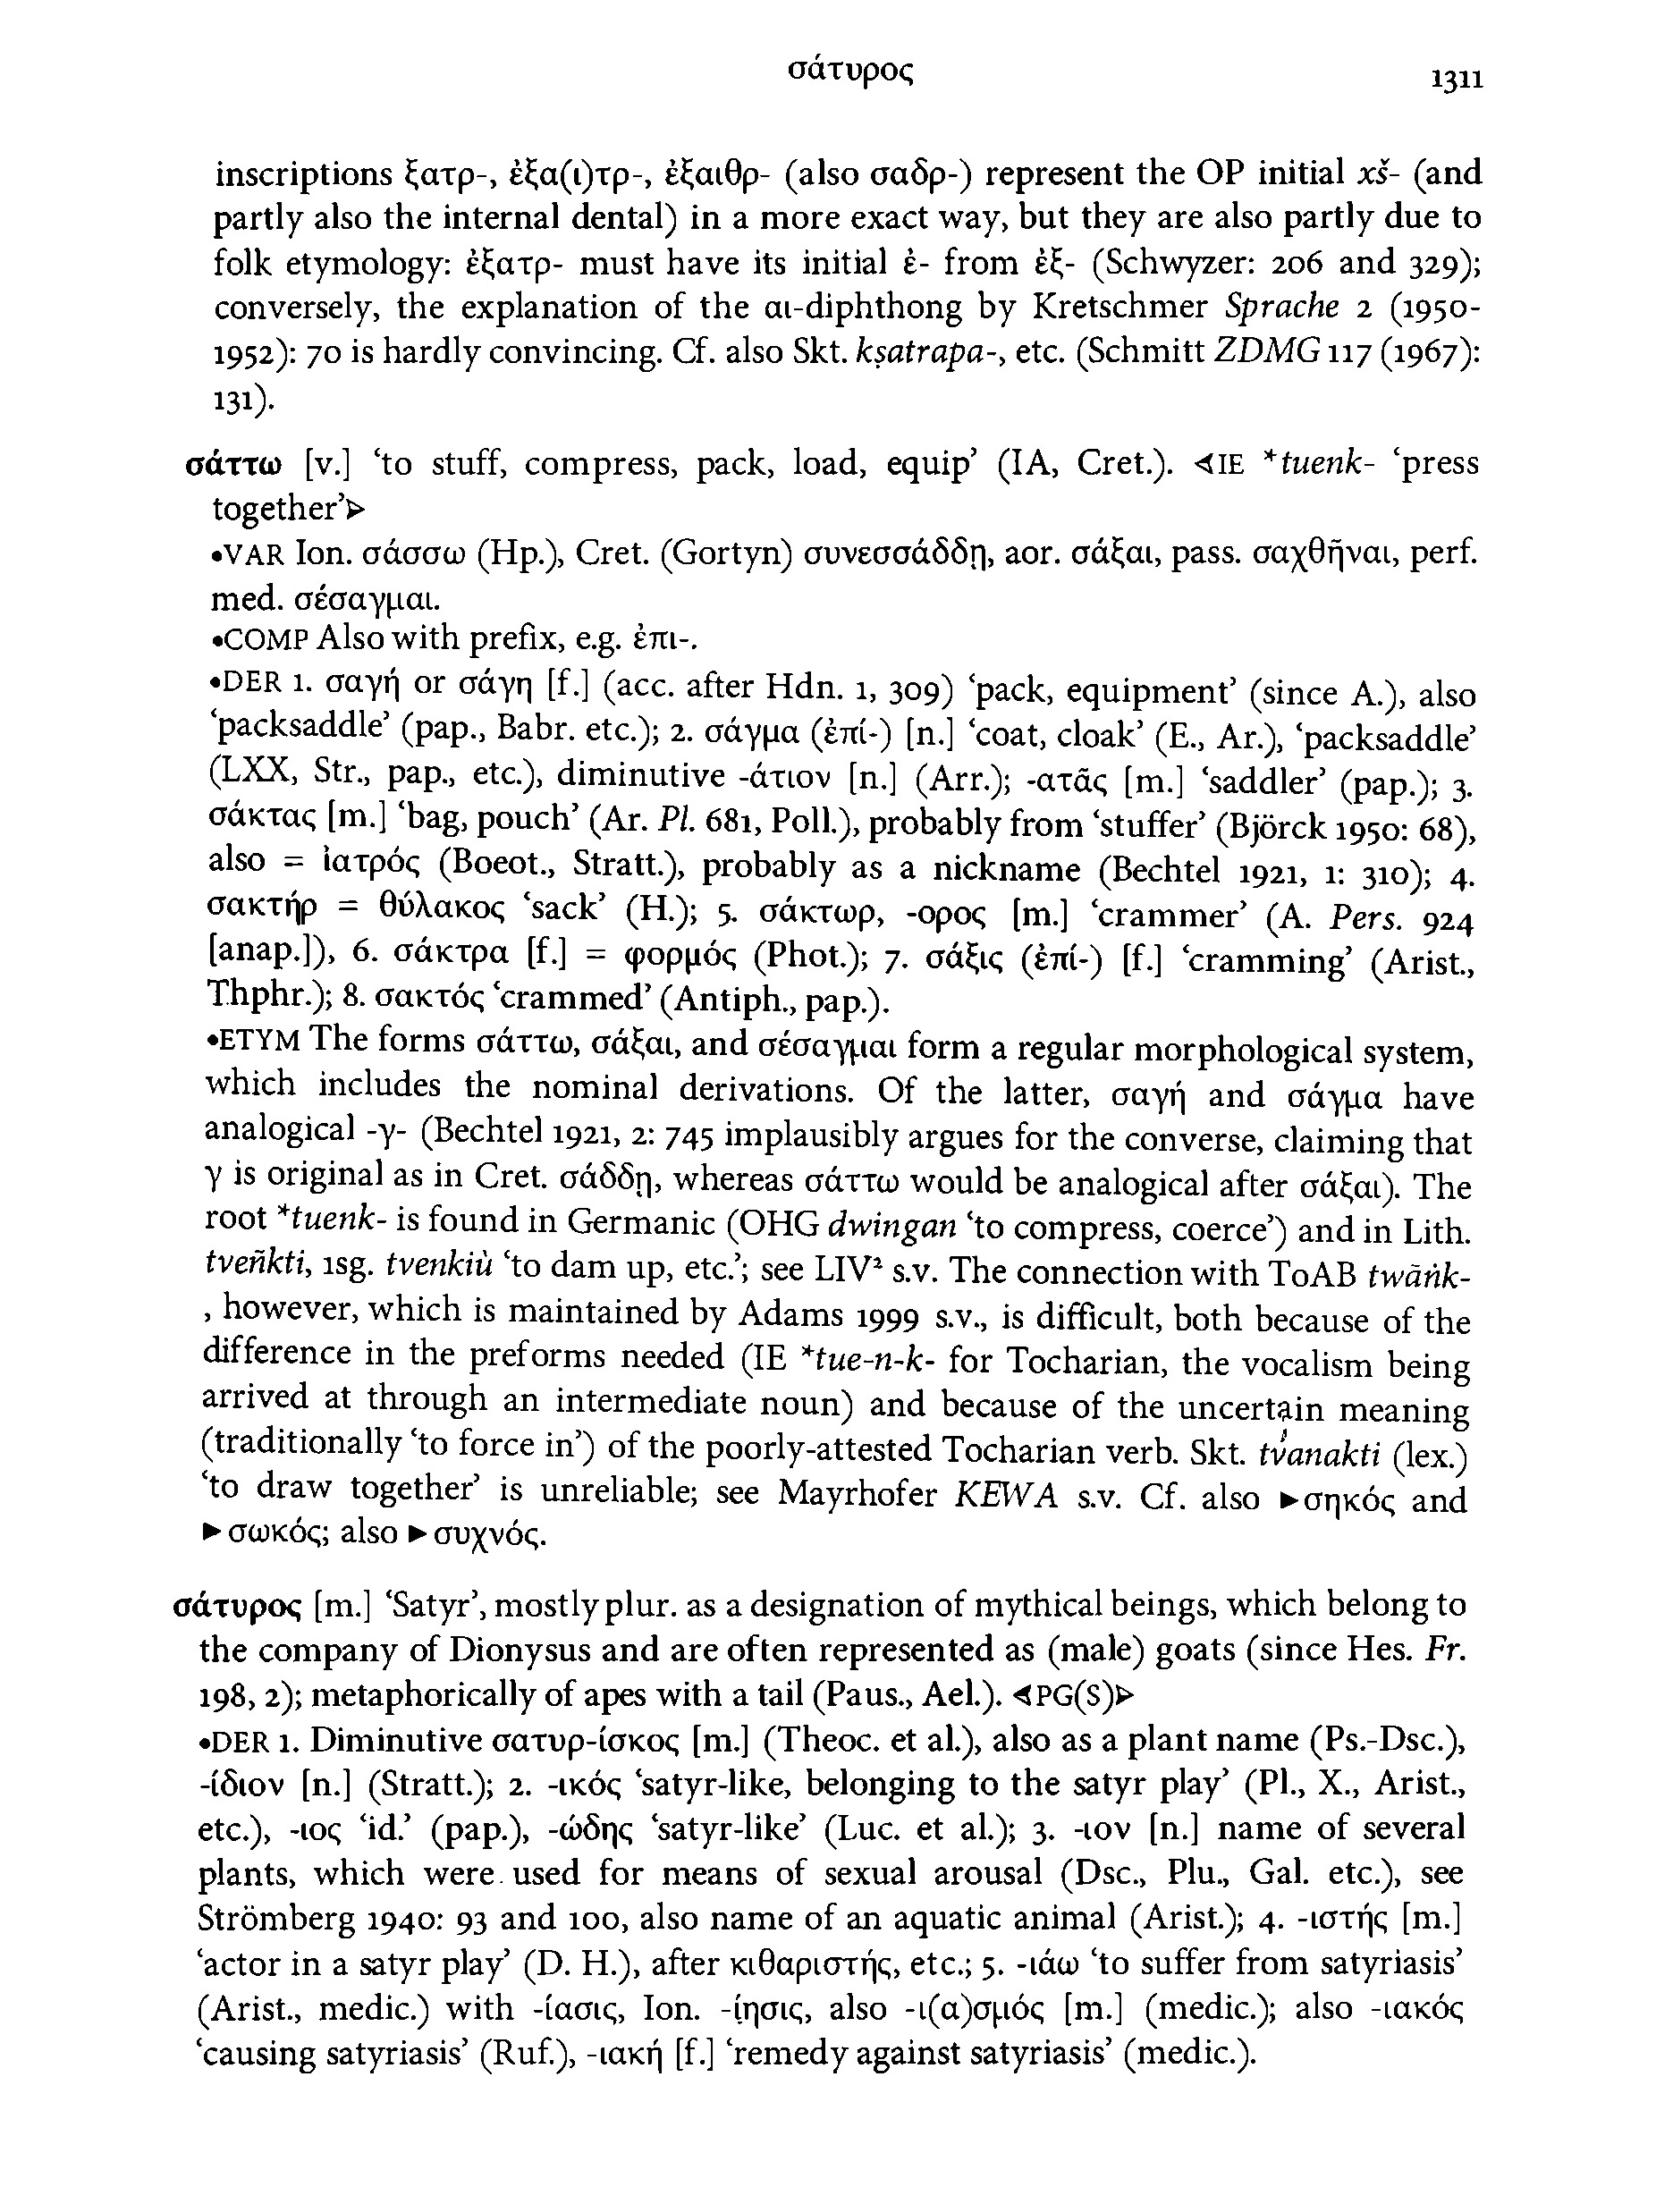 σάτυρος
1311
inscriptions ξατρ-, ἐξα(ι)τρ-, ἐξαιθρ- (also σαδρ-) represent the OP initial xš- (and
partly also the internal dental) in a more exact way, but they are also partly due to
folk etymology: ἐξατρ- must have its initial ἐ- from ἐξ- (Schwyzer: 206 and 329);
conversely, the explanation of the αι-diphthong by Kretschmer Sprache 2 (1950-
1952): 70 is hardly convincing. Cf. also Skt. kṣatrapa-, etc. (Schmitt ZDMG 117 (1967):
131).
σάττω [v.] ‘to stuff, compress, pack, load, equip’ (IA, Cret.). ⊲IE *tuenk- ‘press
together’⊳
•VAR Ion. σάσσω (Hp.), Cret. (Gortyn) συνεσσάδδη, aor. σάξαι, pass. σαχθῆναι, perf.
med. σέσαγμαι.
•COMP Also with prefix, e.g. ἐπι-.
•DER 1. σαγή or σάγη [f.] (acc. after Hdn. 1, 309) ‘pack, equipment’ (since A.), also
‘packsaddle’ (pap., Babr. etc.); 2. σάγμα (ἐπί-) [n.] ‘coat, cloak’ (E., Ar.), ‘packsaddle’
(LXX, Str., pap., etc.), diminutive -άτιον [n.] (Arr.); -ατᾶς [m.] ‘saddler’ (pap.); 3.
σάκτας [m.] ‘bag, pouch’ (Ar. Pl. 681, Poll.), probably from ‘stuffer’ (Björck 1950: 68),
also = ἰατρός (Boeot., Stratt.), probably as a nickname (Bechtel 1921, 1: 310); 4.
σακτήρ = θύλακος ‘sack’ (H.); 5. σάκτωρ, -ορος [m.] ‘crammer’ (A. Pers. 924
[anap.]), 6. σάκτρα [f.] = φορμός (Phot.); 7. σάξις (ἐπί-) [f.] ‘cramming’ (Arist.,
Thphr.); 8. σακτός ‘crammed’ (Antiph., pap.).
•ETYM The forms σάττω, σάξαι, and σέσαγμαι form a regular morphological system,
which includes the nominal derivations. Of the latter, σαγή and σάγμα have
analogical -γ- (Bechtel 1921, 2: 745 implausibly argues for the converse, claiming that
γ is original as in Cret. σάδδη, whereas σάττω would be analogical after σάξαι). The
root *tuenk- is found in Germanic (OHG dwingan ‘to compress, coerce’) and in Lith.
tveñkti, 1sg. tvenkiù ‘to dam up, etc.’; see LIV² s.v. The connection with ToAB twāṅk-
, however, which is maintained by Adams 1999 s.v., is difficult, both because of the
difference in the preforms needed (IE *tue-n-k- for Tocharian, the vocalism being
arrived at through an intermediate noun) and because of the uncertain meaning
(traditionally ‘to force in’) of the poorly-attested Tocharian verb. Skt. tvanakti (lex.)
‘to draw together’ is unreliable; see Mayrhofer KEWA s.v. Cf. also ►σηκός and
►σωκός; also ►συχνός.
σάτυρος [m.] ‘Satyr’, mostly plur. as a designation of mythical beings, which belong to
the company of Dionysus and are often represented as (male) goats (since Hes. Fr.
198, 2); metaphorically of apes with a tail (Paus., Ael.). ⊲PG(S)⊳
•DER 1. Diminutive σατυρ-ίσκος [m.] (Theoc. et al.), also as a plant name (Ps.-Dsc.),
-ίδιον [n.] (Stratt.); 2. -ικός ‘satyr-like, belonging to the satyr play’ (Pl., X., Arist.,
etc.), -ιος ‘id.’ (pap.), -ώδης ‘satyr-like’ (Luc. et al.); 3. -ιον [n.] name of several
plants, which were used for means of sexual arousal (Dsc., Plu., Gal. etc.), see
Strömberg 1940: 93 and 100, also name of an aquatic animal (Arist.); 4. -ιστής [m.]
‘actor in a satyr play’ (D. H.), after κιθαριστής, etc.; 5. -ιάω ‘to suffer from satyriasis’
(Arist., medic.) with -ίασις, Ion. -ίησις, also -ι(α)σμός [m.] (medic.); also -ιακός
‘causing satyriasis’ (Ruf.), -ιακή [f.] ‘remedy against satyriasis’ (medic.).